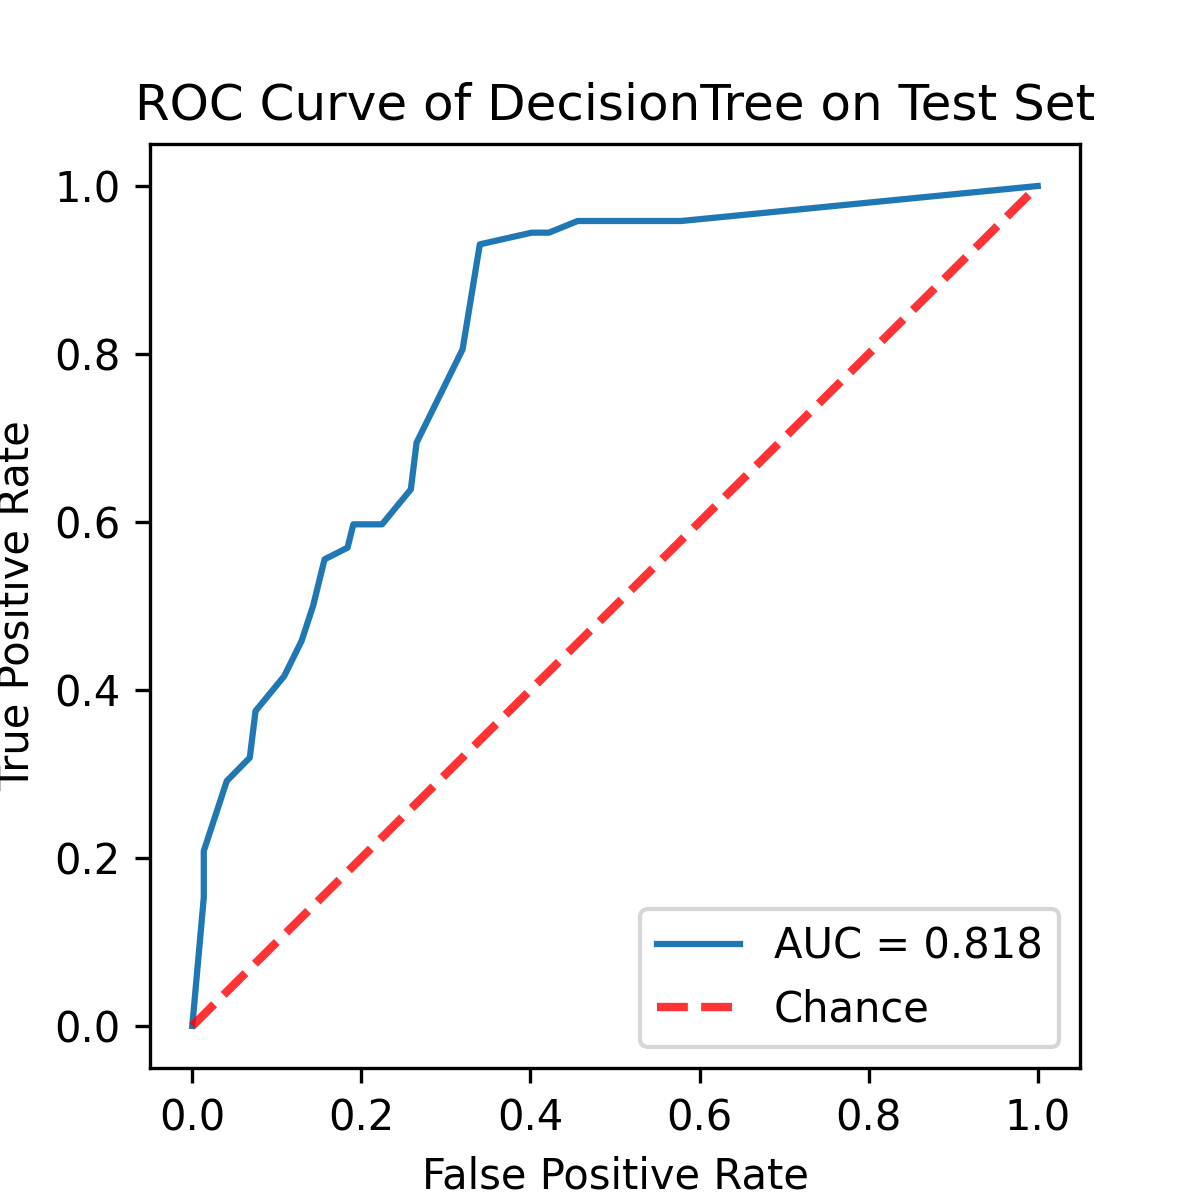 ROC Curve of DecisionTree on Test Set
True Positive Rate
1.0
0.8
0.6
0.4
0.2
0.0
AUC = 0.818
Chance
0.0 0.2 0.4 0.6 0.8 1.0
False Positive Rate